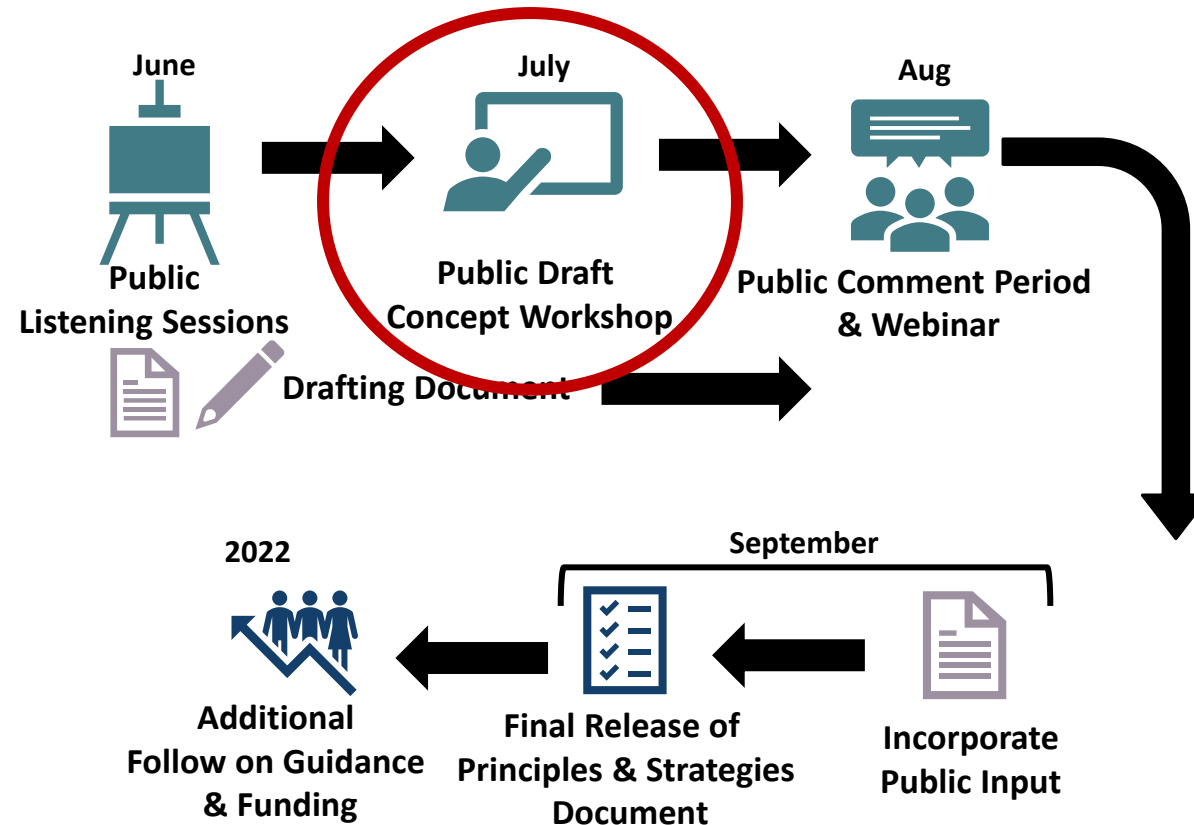 June
July
Aug
Public
Listening Sessions
Public Draft
Concept Workshop
Public Comment Period
& Webinar
Drafting Document
2022
September
Additional
Follow on Guidance
& Funding
Final Release of
Principles & Strategies
Document
Incorporate
Public Input